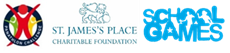 ST. JAMES'S PLACE
CHARITABLE FOUNDATION
SCHOOL
GAMES